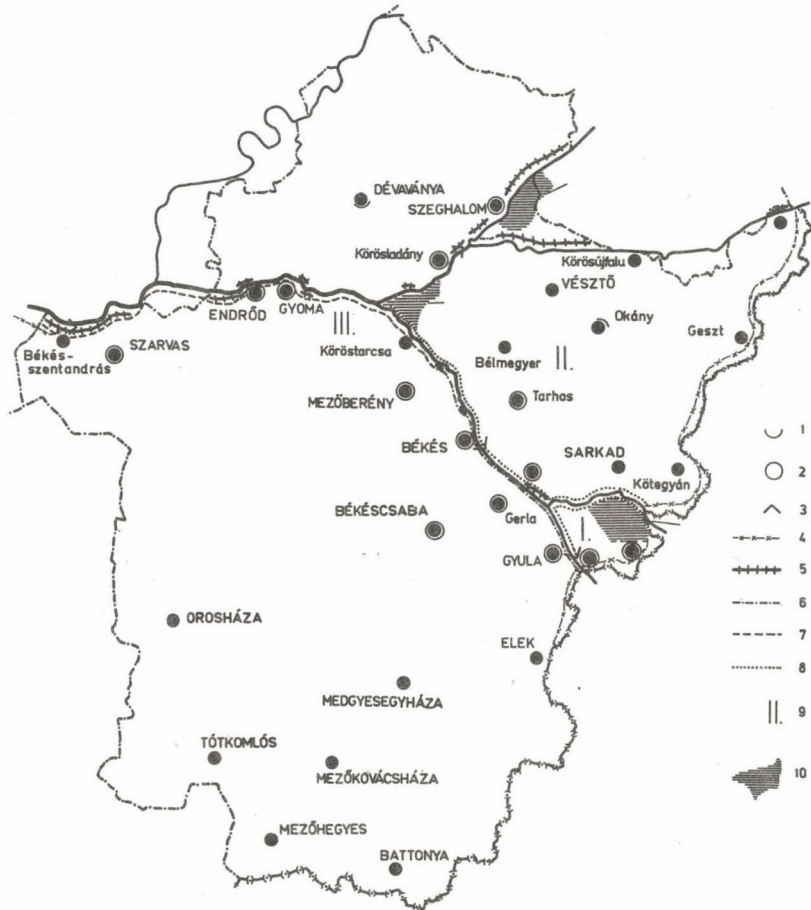 DÉVAVÁNYA
SZEGHALOM
Körösladány
Körösújfalu
VÉSZTŐ
ENDRŐD
GYOMA
III.
Okány
Geszt
SZARVAS
Békés-
szentandrás
Köröstarcsa
Bélmegyer
II.
MEZŐBERÉNY
Tarhos
BÉKÉS
SARKAD
Kötegyán
Gerla
BÉKÉSCSABA
I.
GYULA
OROSHÁZA
ELEK
MEDGYESEGYHÁZA
TÓTKOMLÓS
MEZŐKOVÁCSHÁZA
MEZŐHEGYES
BATTONYA
1
2
3
4
5
6
7
8
II. 9
10